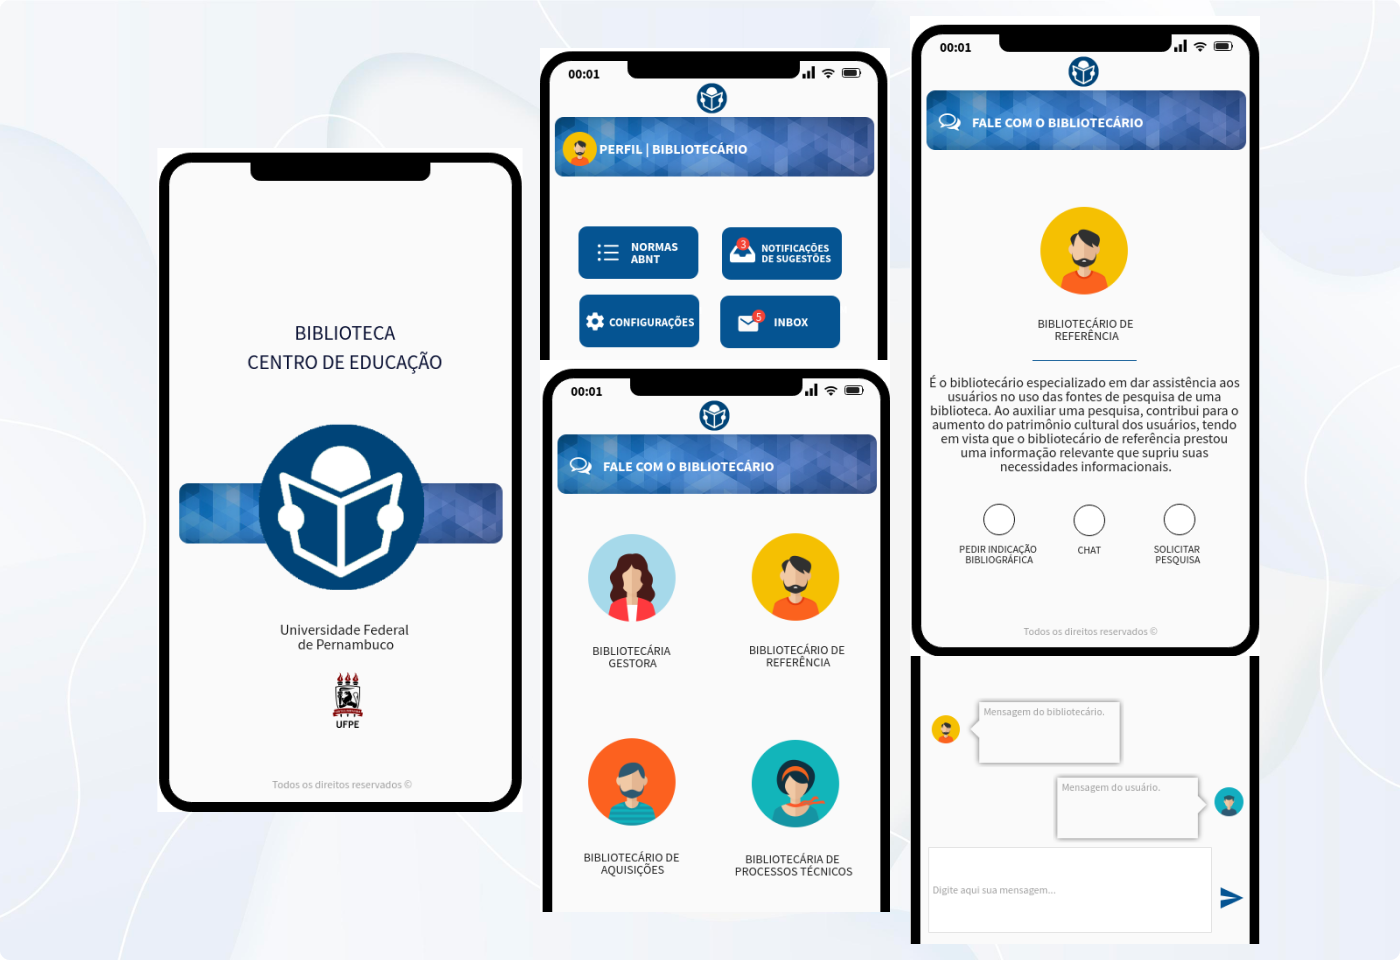 BIBLIOTECA
CENTRO DE EDUCAÇÃO
Universidade Federal
de Pernambuco
UFPE
Todos os direitos reservados ©
00:01
PERFIL | BIBLIOTECÁRIO
NORMAS
ABNT
3
NOTIFICAÇÕES
DE SUGESTÕES
CONFIGURAÇÕES
5
INBOX
00:01
FALE COM O BIBLIOTECÁRIO
BIBLIOTECÁRIA
GESTORA
BIBLIOTECÁRIO DE
REFERÊNCIA
BIBLIOTECÁRIO DE
AQUISIÇÕES
BIBLIOTECÁRIA DE
PROCESSOS TÉCNICOS
00:01
FALE COM O BIBLIOTECÁRIO
BIBLIOTECÁRIO DE
REFERÊNCIA
É o bibliotecário especializado em dar assistência aos
usuários no uso das fontes de pesquisa de uma
biblioteca. Ao auxiliar uma pesquisa, contribui para o
aumento do patrimônio cultural dos usuários, tendo
em vista que o bibliotecário de referência prestou
uma informação relevante que supriu suas
necessidades informacionais.
PEDIR INDICAÇÃO
BIBLIOGRÁFICA
CHAT
SOLICITAR
PESQUISA
Todos os direitos reservados ©
Mensagem do bibliotecário.
Mensagem do usuário.
Digite aqui sua mensagem...